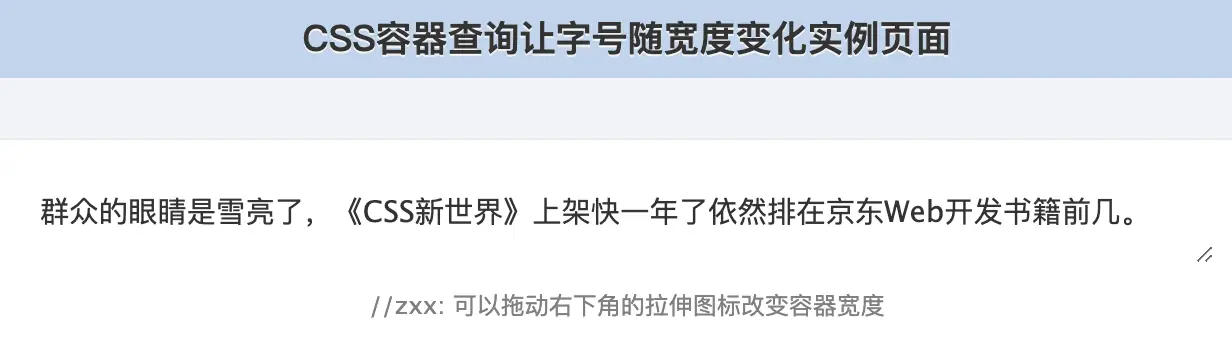 CSS容器查询让字号随宽度变化实例页面
群众的眼睛是雪亮了，《CSS新世界》上架快一年了依然排在京东Web开发书籍前几。
//zxx: 可以拖动右下角的拉伸图标改变容器宽度